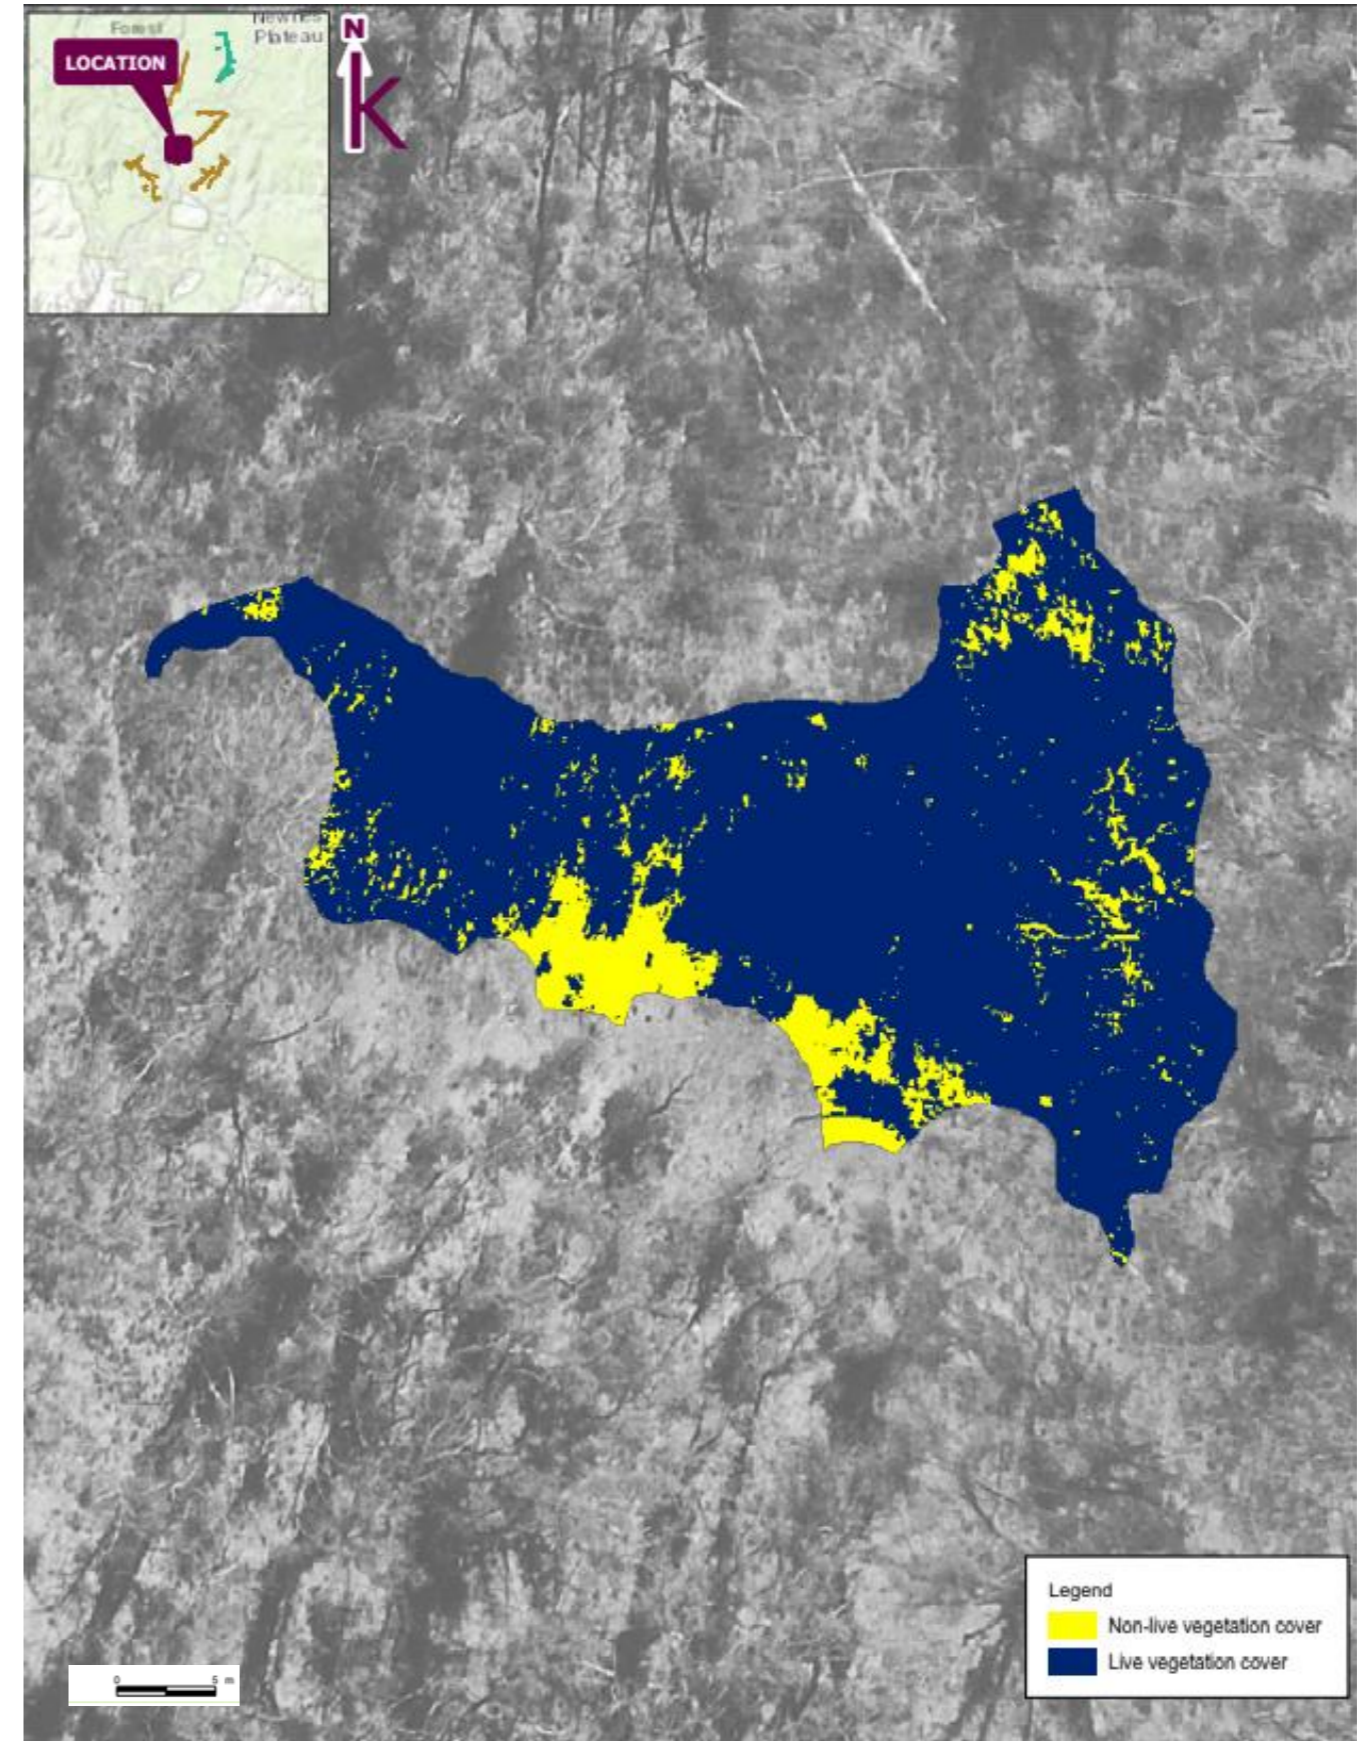 Forest
Newnes
Plateau
LOCATION
N
Legend
Non-live vegetation cover
Live vegetation cover
0 5 m